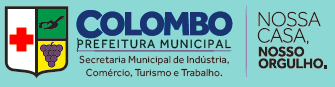 COLOMBO
PREFEITURA MUNICIPAL
Secretaria Municipal de Indústria,
Comércio, Turismo e Trabalho.
NOSSA
CASA,
NOSSO
ORGULHO.